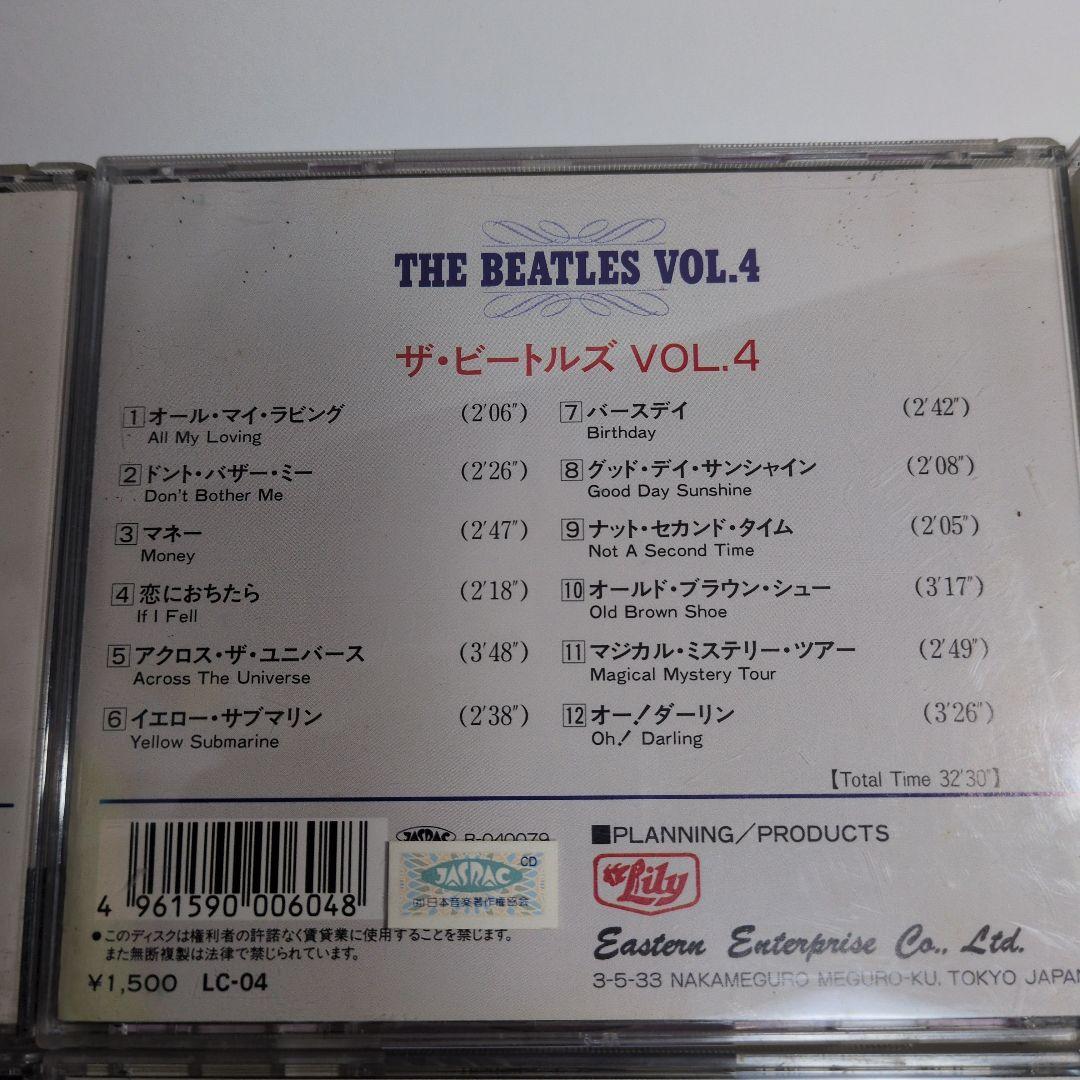 THE BEATLES VOL.4
ザ・ビートルズ VOL.4
1 オール・マイ・ラビング (2'06")
All My Loving
2 ドント・バザー・ミー (2'26")
Don't Bother Me
3 マネー (2'47")
Money
4 恋におちたら (2'18")
If I Fell
5 アクロス・ザ・ユニバース (3'48")
Across The Universe
6 イエロー・サブマリン (2'38")
Yellow Submarine
7 バースデイ (2'42")
Birthday
8 グッド・デイ・サンシャイン (2'08")
Good Day Sunshine
9 ナット・セカンド・タイム (2'05")
Not A Second Time
10 オールド・ブラウン・シュー (3'17")
Old Brown Shoe
11 マジカル・ミステリー・ツアー (2'49")
Magical Mystery Tour
12 オー!ダーリン (3'26")
Oh! Darling
【Total Time 32'30"】
4 961590 006048
JASRAC R-040079
JASRAC CD
㈳日本音楽著作権協会
●このディスクは権利者の許諾なく賃貸業に使用することを禁じます。
また無断複製は法律で禁じられています。
¥1,500 LC-04
■PLANNING/PRODUCTS
Lily
Eastern Enterprise Co., Ltd.
3-5-33 NAKAMEGURO MEGURO-KU, TOKYO JAPAN